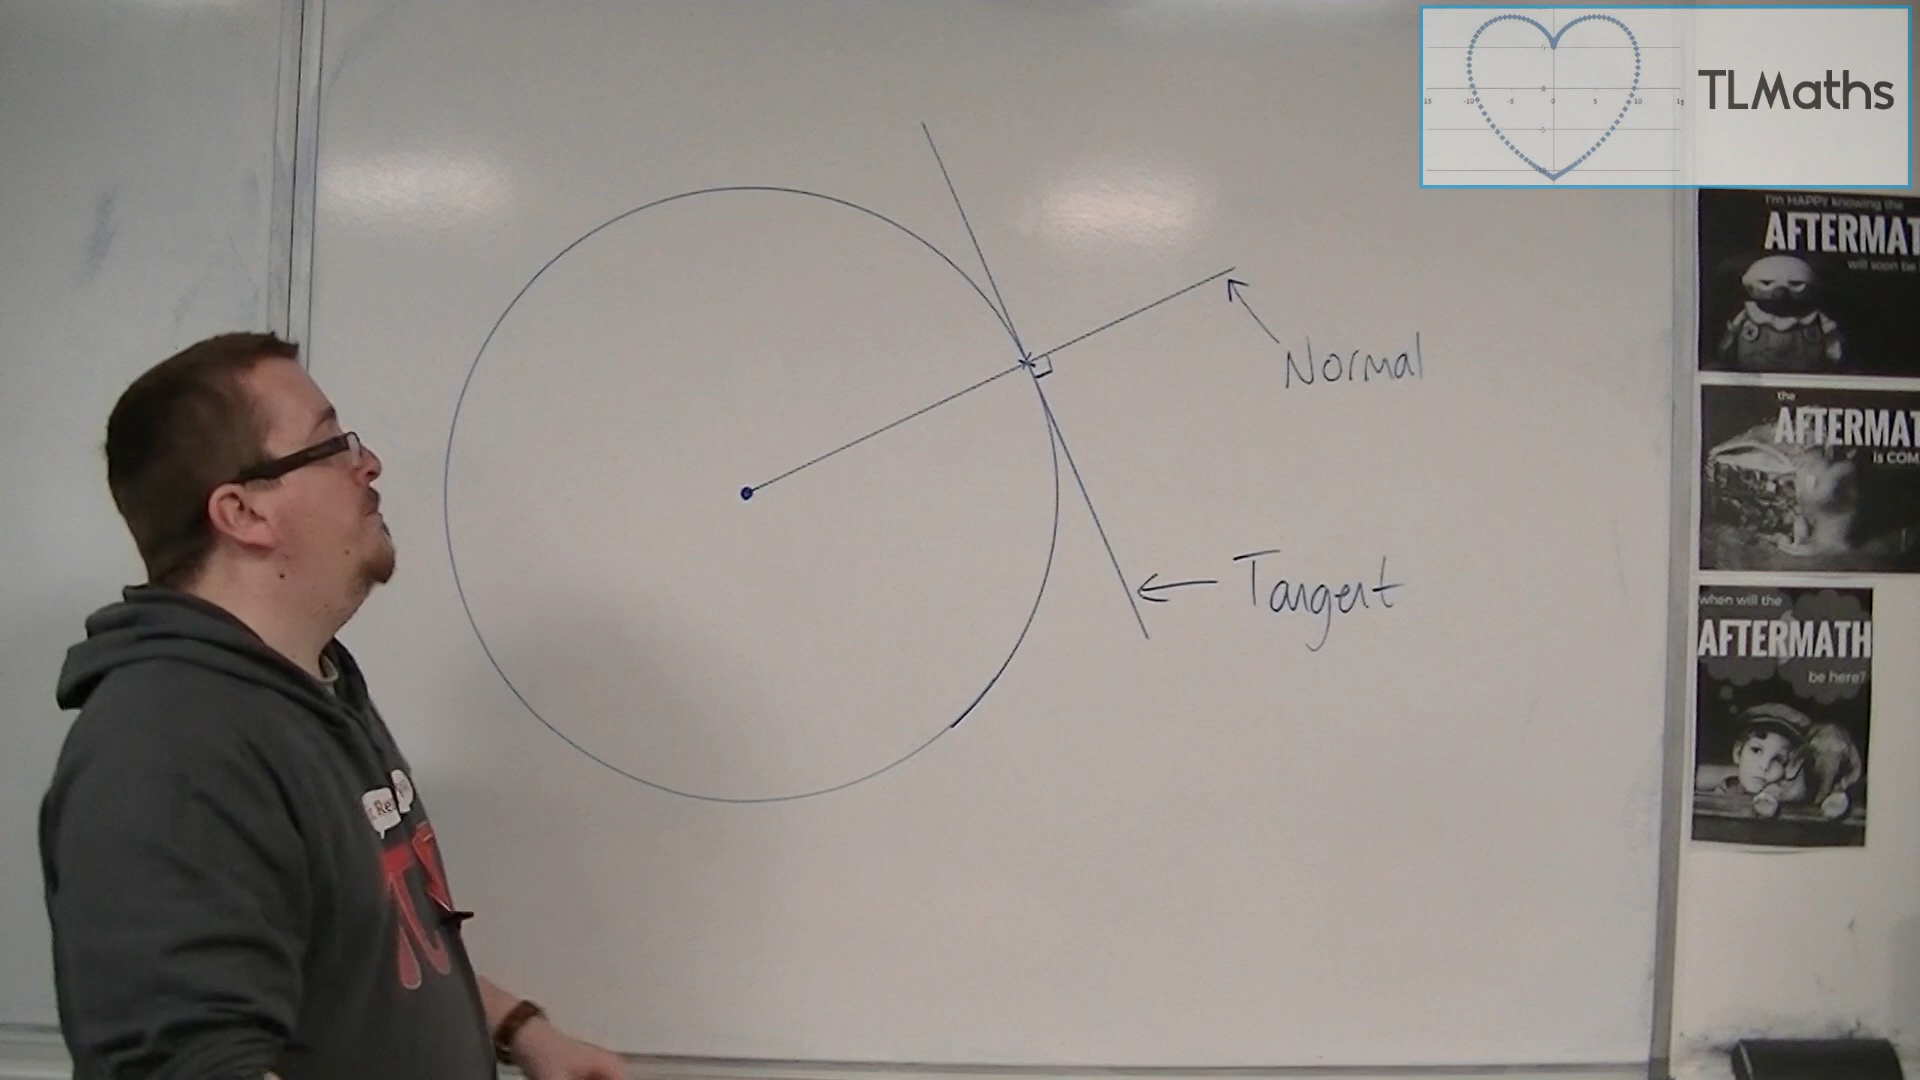 TLMaths
Normal
Tangent
I'm HAPPY knowing the
AFTERMAT
will soon be
the
AFTERMAT
is COM
when will the
AFTERMATH
be here?